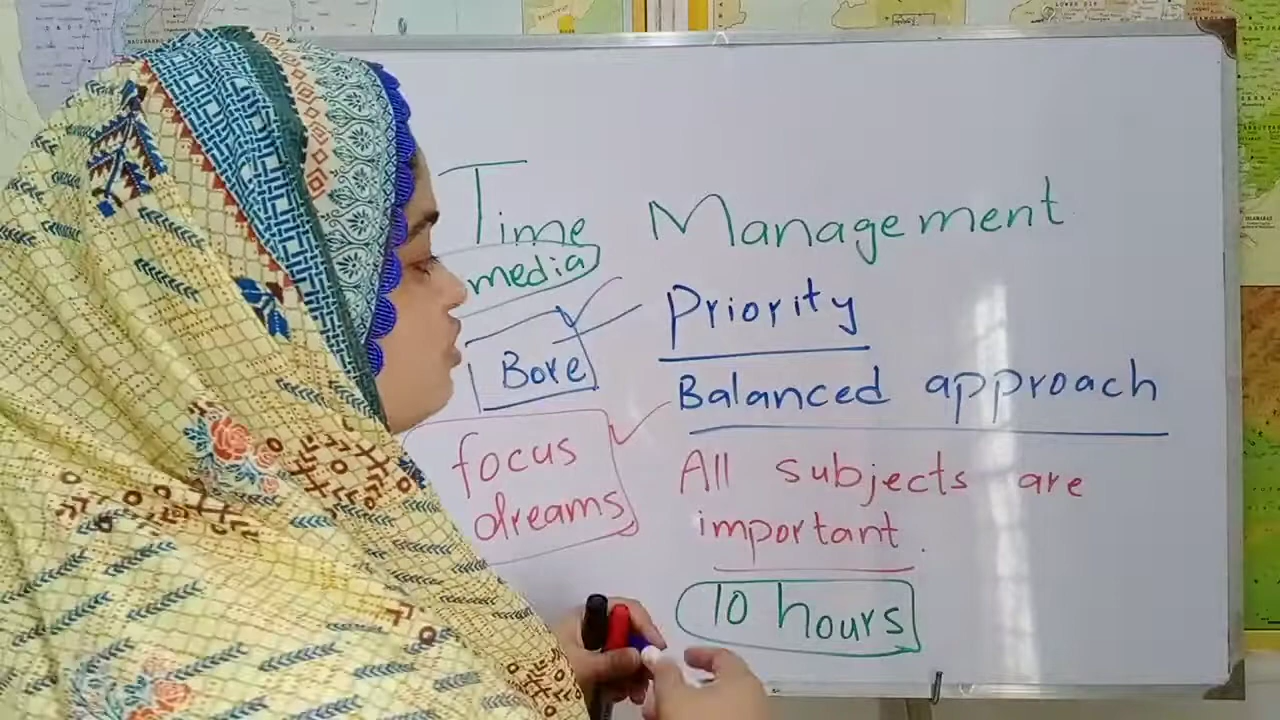 Time Management
media
Priority
Bore
Balanced approach
focus
dreams
All subjects are
important.
10 hours